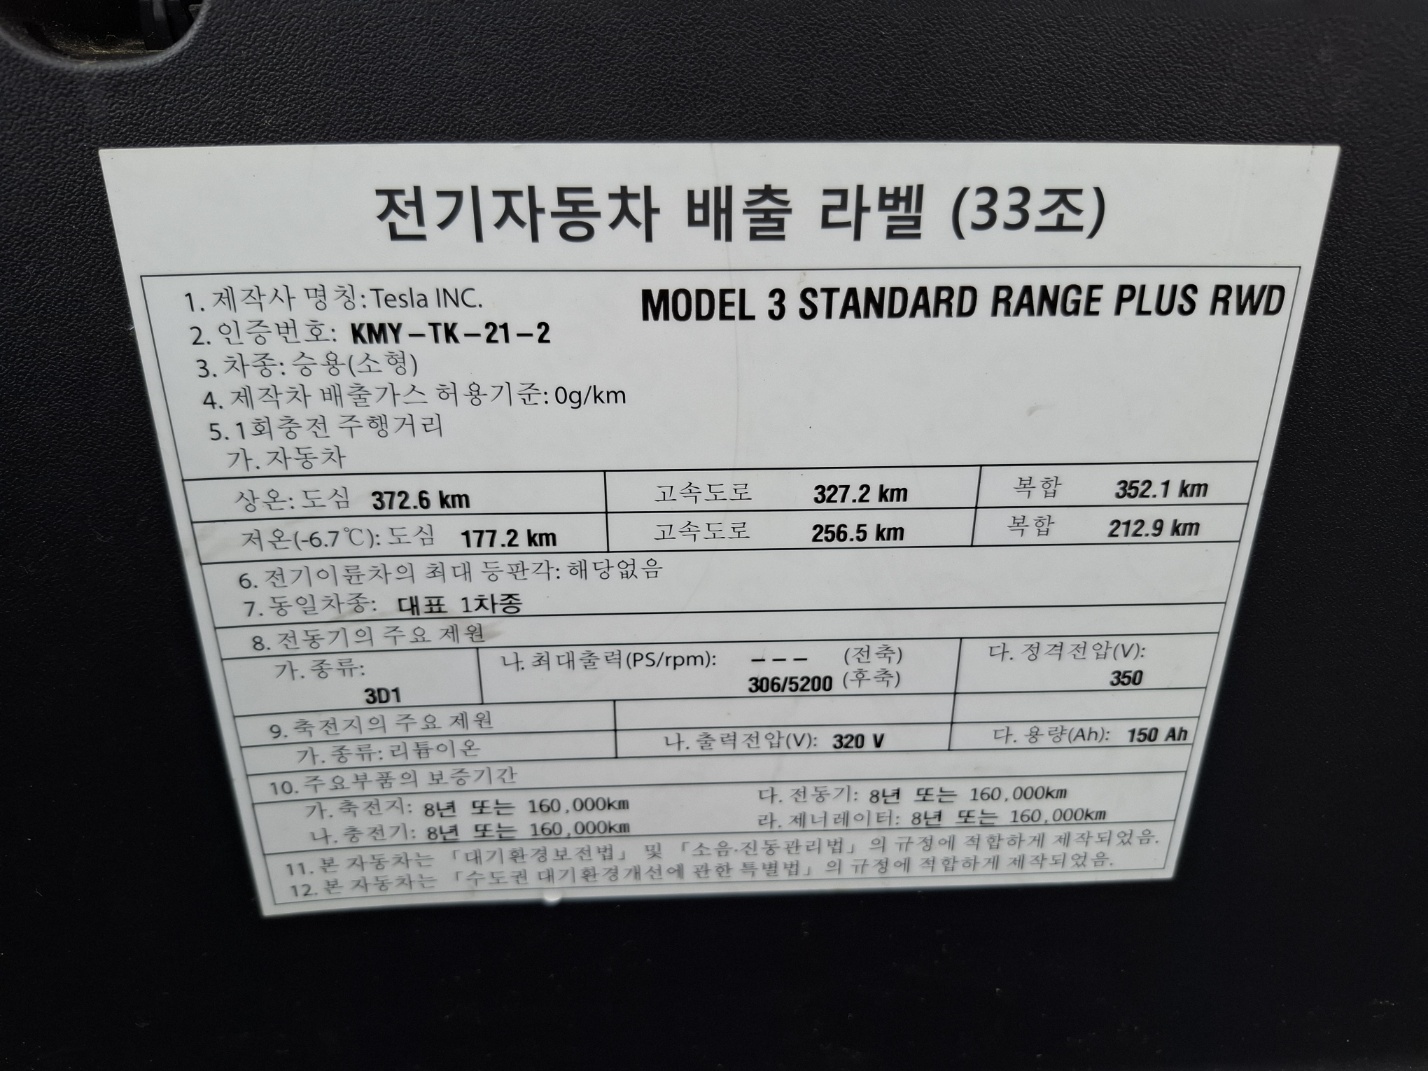 전기자동차 배출 라벨 (33조)
1. 제작사 명칭: Tesla INC.
MODEL 3 STANDARD RANGE PLUS RWD
2. 인증번호: KMY-TK-21-2
3. 차종: 승용(소형)
4. 제작차 배출가스 허용기준: 0g/km
5. 1회충전 주행거리
가. 자동차
상온: 도심 372.6 km 고속도로 327.2 km 복합 352.1 km
저온(-6.7℃): 도심 177.2 km 고속도로 256.5 km 복합 212.9 km
6. 전기이륜차의 최대 등판각: 해당없음
7. 동일차종: 대표 1차종
8. 전동기의 주요 제원
가. 종류: 나. 최대출력(PS/rpm): --- (전축) 다. 정격전압(V):
3D1 306/5200 (후축) 350
9. 축전지의 주요 제원
가. 종류: 리튬이온 나. 출력전압(V): 320 V 다. 용량(Ah): 150 Ah
10. 주요부품의 보증기간
가. 축전지: 8년 또는 160,000km 다. 전동기: 8년 또는 160,000km
나. 충전기: 8년 또는 160,000km 라. 제너레이터: 8년 또는 160,000km
11. 본 자동차는 「대기환경보전법」 및 「소음·진동관리법」의 규정에 적합하게 제작되었음.
12. 본 자동차는 「수도권 대기환경개선에 관한 특별법」의 규정에 적합하게 제작되었음.